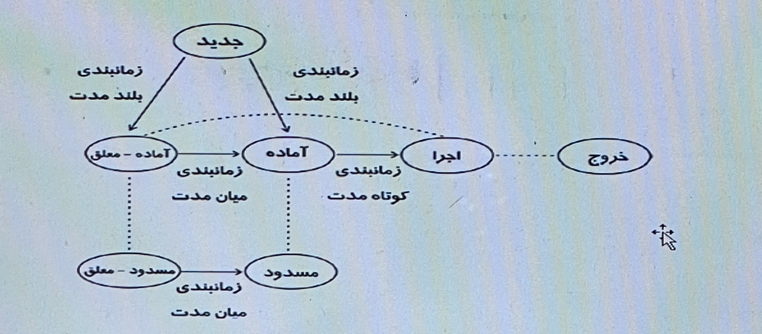 جدید
زمانبندی
بلند مدت
زمانبندی
بلند مدت
خروج
اجرا
آماده
آماده - معلق
زمانبندی
کوتاه مدت
زمانبندی
میان مدت
مسدود
مسدود - معلق
زمانبندی
میان مدت